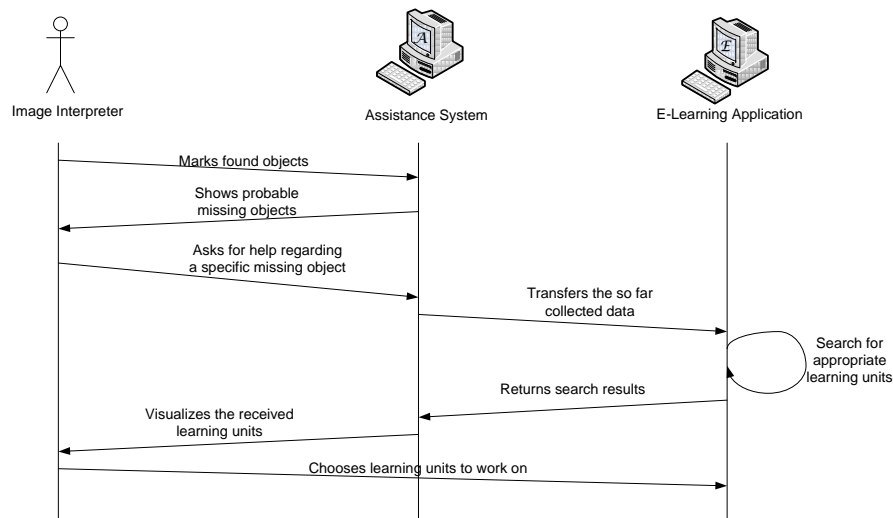 A
E
Image Interpreter
Assistance System
E-Learning Application
Marks found objects
Shows probable
missing objects
Asks for help regarding
a specific missing object
Transfers the so far
collected data
Search for
appropriate
learning units
Returns search results
Visualizes the received
learning units
Chooses learning units to work on